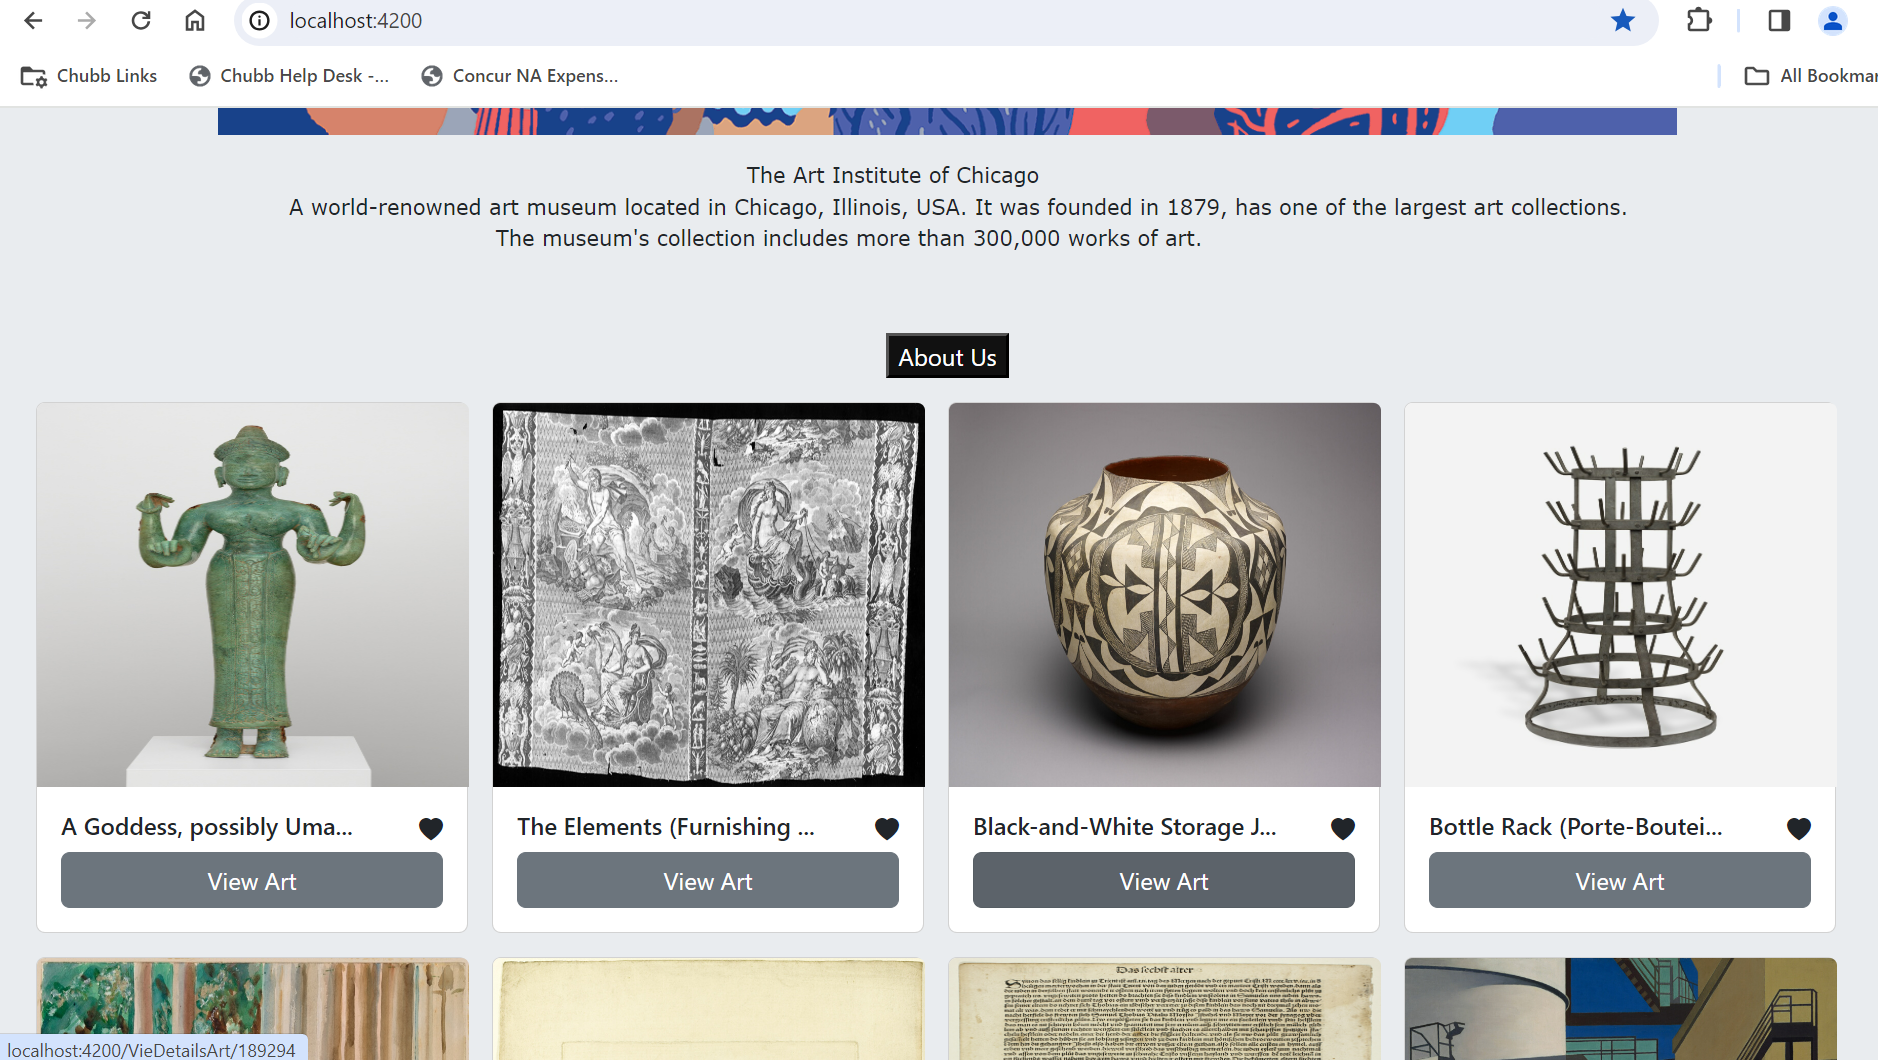 localhost:4200
Chubb Links
Chubb Help Desk -...
Concur NA Expens...
All Bookmar
The Art Institute of Chicago
A world-renowned art museum located in Chicago, Illinois, USA. It was founded in 1879, has one of the largest art collections.
The museum's collection includes more than 300,000 works of art.
About Us
A Goddess, possibly Uma...
The Elements (Furnishing ...
Black-and-White Storage J...
Bottle Rack (Porte-Boutei...
View Art
View Art
View Art
View Art
Das sechst alter
localhost:4200/VieDetailsArt/189294